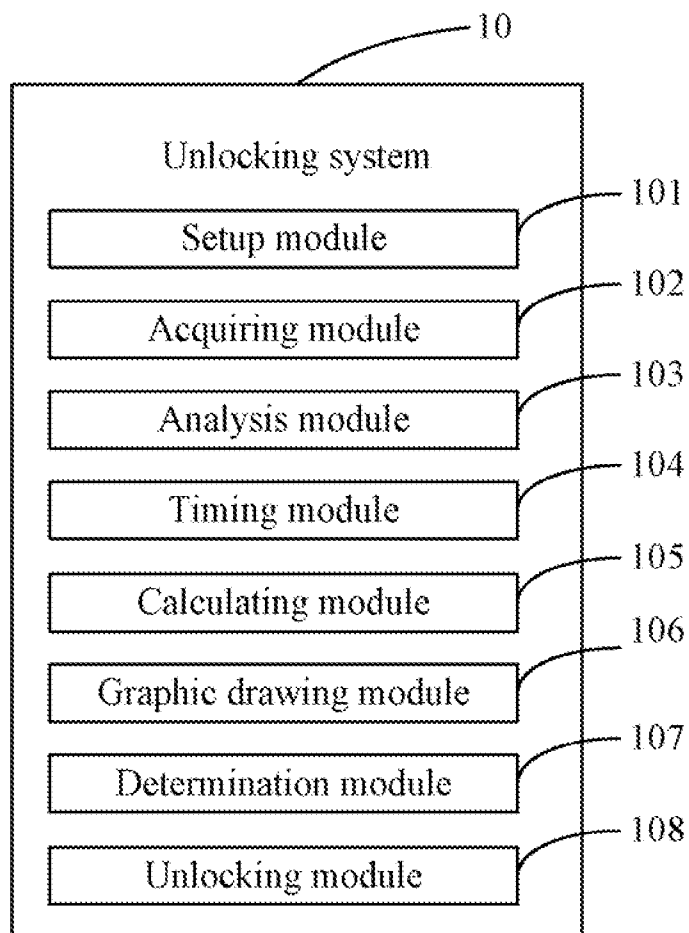 10
Unlocking system
101
Setup module
102
Acquiring module
103
Analysis module
104
Timing module
105
Calculating module
106
Graphic drawing module
107
Determination module
108
Unlocking module